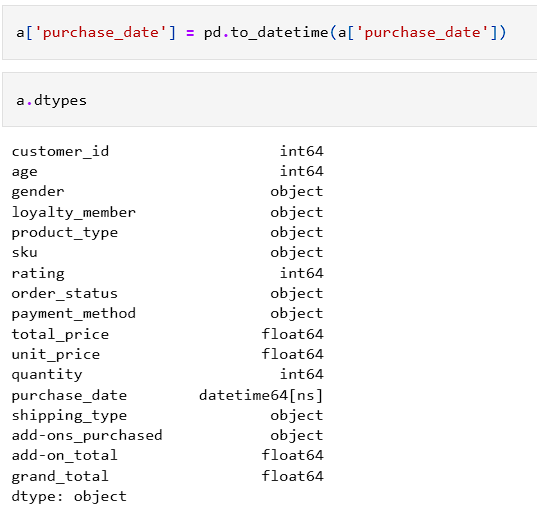 a['purchase_date'] = pd.to_datetime(a['purchase_date'])
a.dtypes
customer_id int64
age int64
gender object
loyalty_member object
product_type object
sku object
rating int64
order_status object
payment_method object
total_price float64
unit_price float64
quantity int64
purchase_date datetime64[ns]
shipping_type object
add-ons_purchased object
add-on_total float64
grand_total float64
dtype: object